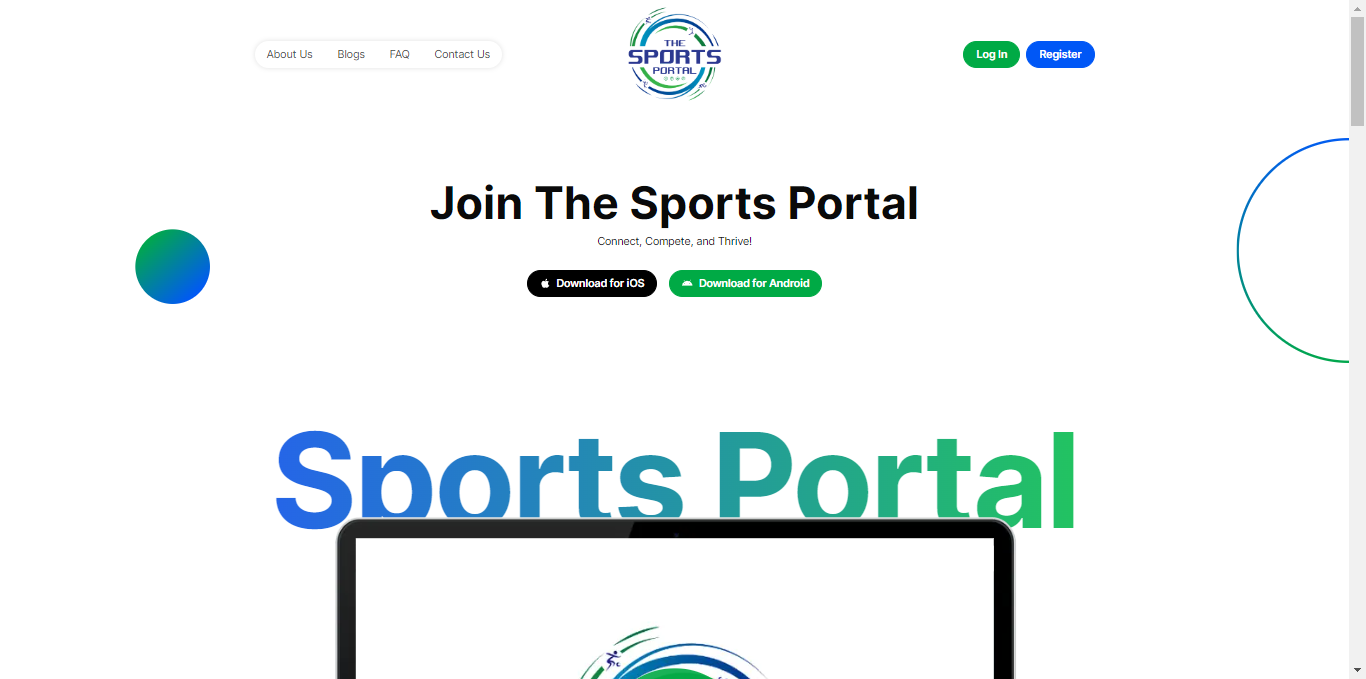 About Us Blogs FAQ Contact Us
THE
SPORTS
PORTAL
Log In Register
Join The Sports Portal
Connect, Compete, and Thrive!
Download for iOS Download for Android
Sports Portal